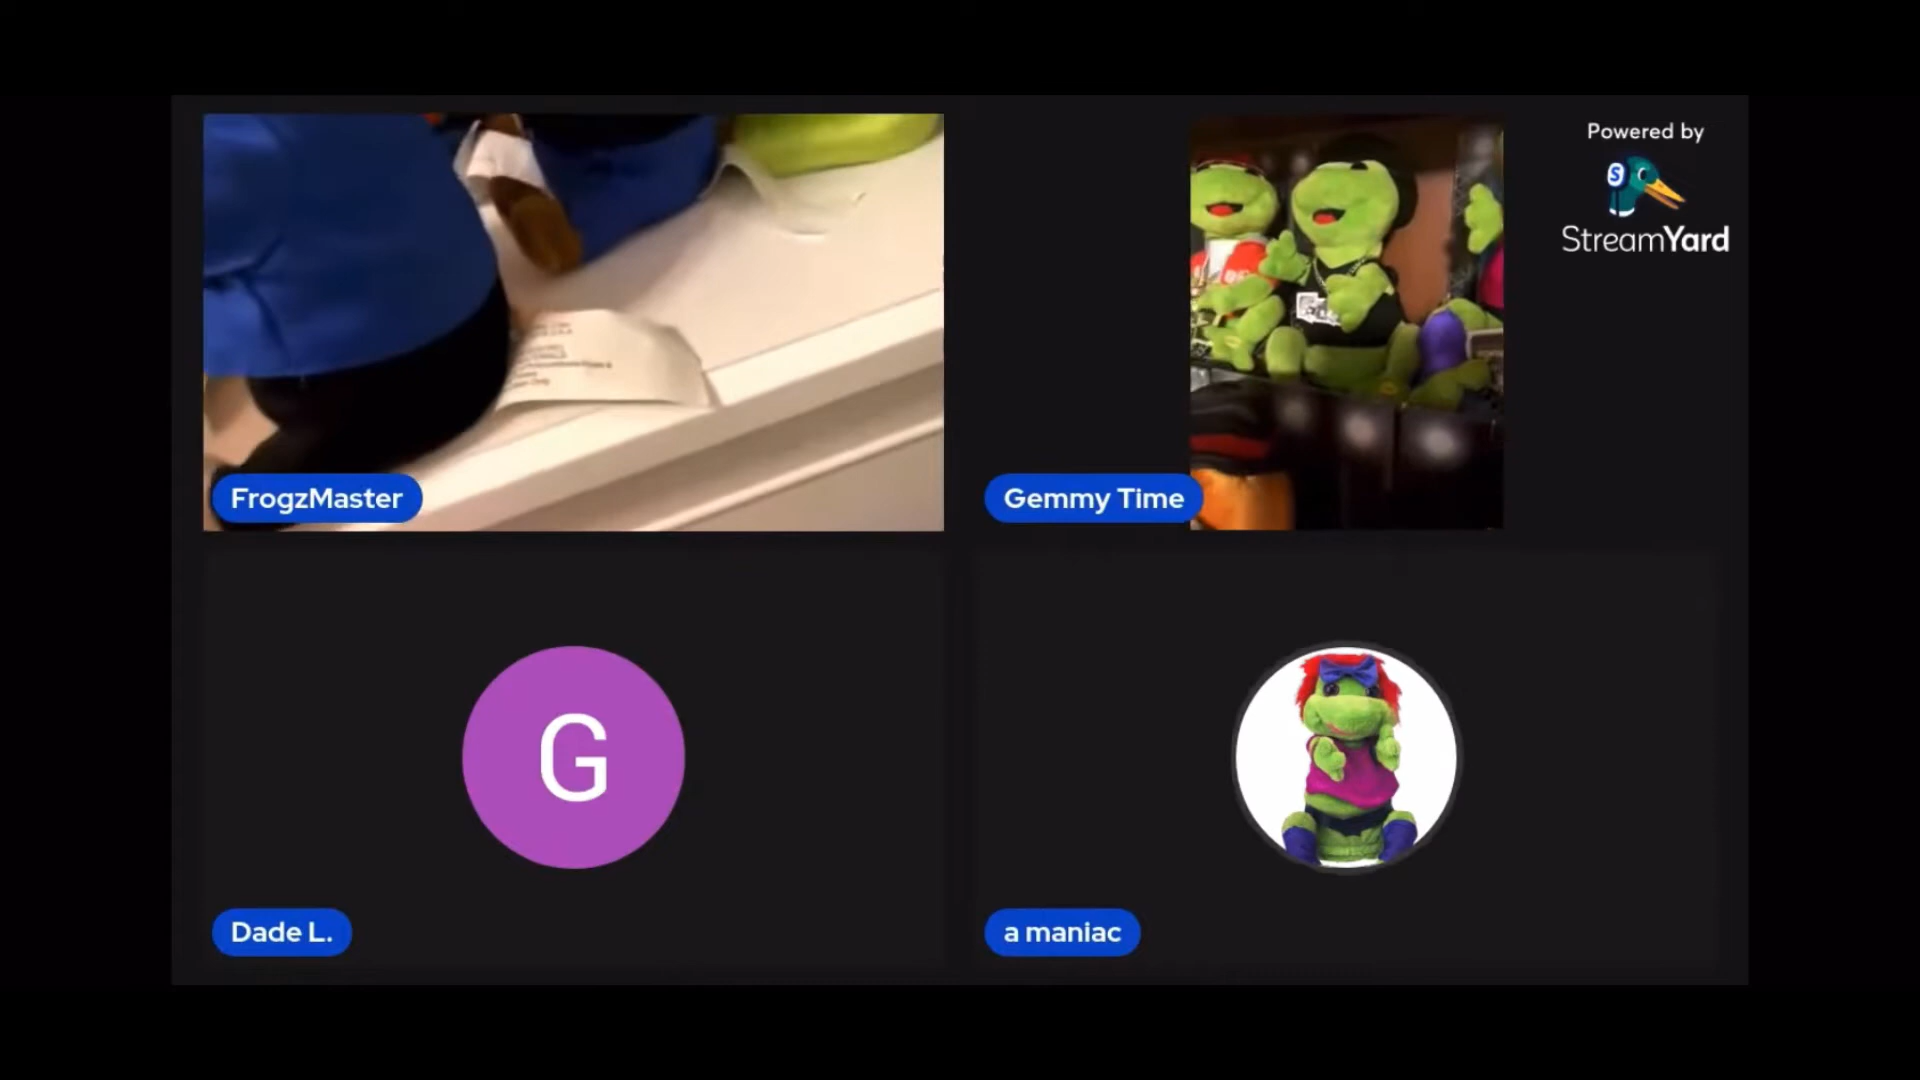 Powered by
S
StreamYard
FrogzMaster
Gemmy Time
G
Dade L.
a maniac